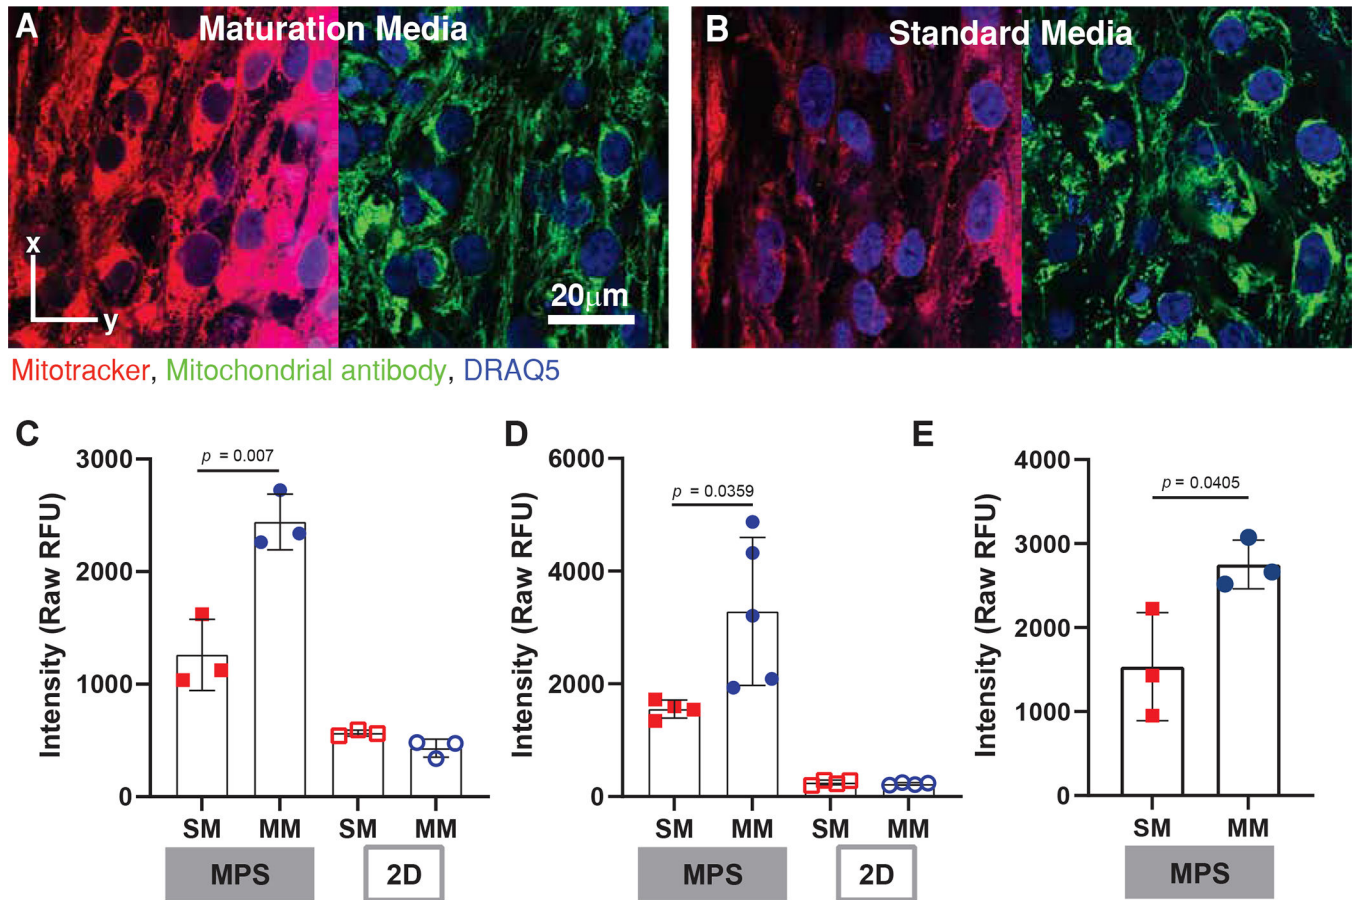 A Maturation Media
B Standard Media
x
y
20μm
Mitotracker, Mitochondrial antibody, DRAQ5
C
D
E
Intensity (Raw RFU)
3000
2000
1000
0
p = 0.007
SM MM SM MM
MPS 2D
Intensity (Raw RFU)
6000
4000
2000
0
p = 0.0359
SM MM SM MM
MPS 2D
Intensity (Raw RFU)
4000
3000
2000
1000
0
p = 0.0405
SM MM
MPS